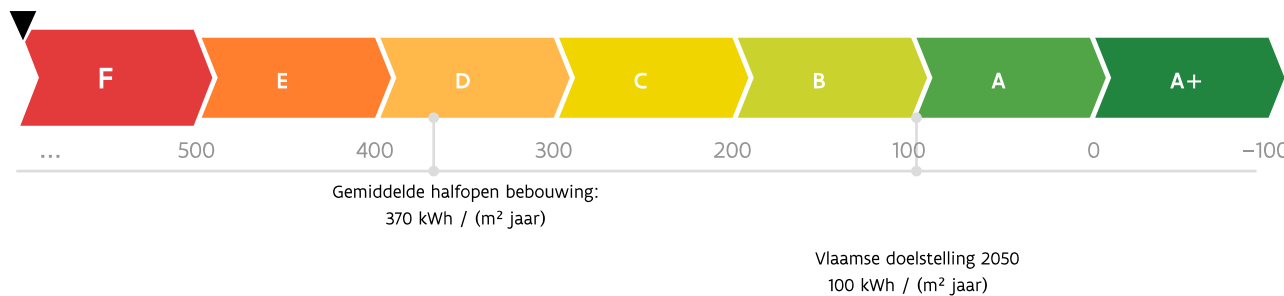 F E D C B A A+
... 500 400 300 200 100 0 –100
Gemiddelde halfopen bebouwing:
370 kWh / (m² jaar)
Vlaamse doelstelling 2050
100 kWh / (m² jaar)